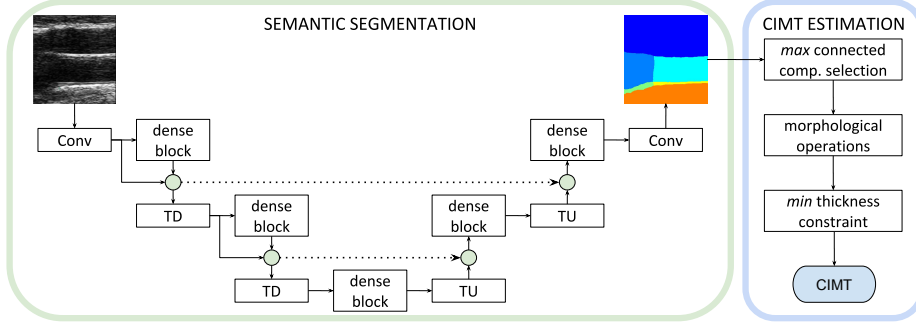 SEMANTIC SEGMENTATION
CIMT ESTIMATION
Conv
dense
block
TD
dense
block
TD
dense
block
TU
dense
block
TU
dense
block
Conv
max connected
comp. selection
morphological
operations
min thickness
constraint
CIMT